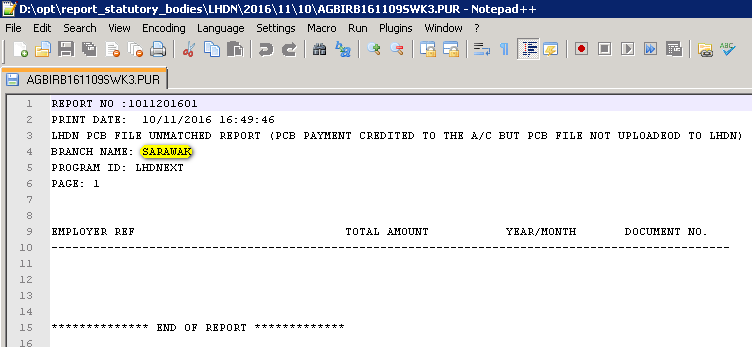 D:\opt\report_statutory_bodies\LHDN\2016\11\10\AGBIRB161109SWK3.PUR - Notepad++
File Edit Search View Encoding Language Settings Macro Run Plugins Window ?
AGBIRB161109SWK3.PUR
1 REPORT NO :1011201601
2 PRINT DATE: 10/11/2016 16:49:46
3 LHDN PCB FILE UNMATCHED REPORT (PCB PAYMENT CREDITED TO THE A/C BUT PCB FILE NOT UPLOADEOD TO LHDN)
4 BRANCH NAME: SARAWAK
5 PROGRAM ID: LHDNEXT
6 PAGE: 1
7
8
9 EMPLOYER REF TOTAL AMOUNT YEAR/MONTH DOCUMENT NO.
10 ----------------------------------------------------------------------------------------------------
11
12
13
14
15 ************** END OF REPORT *************
16